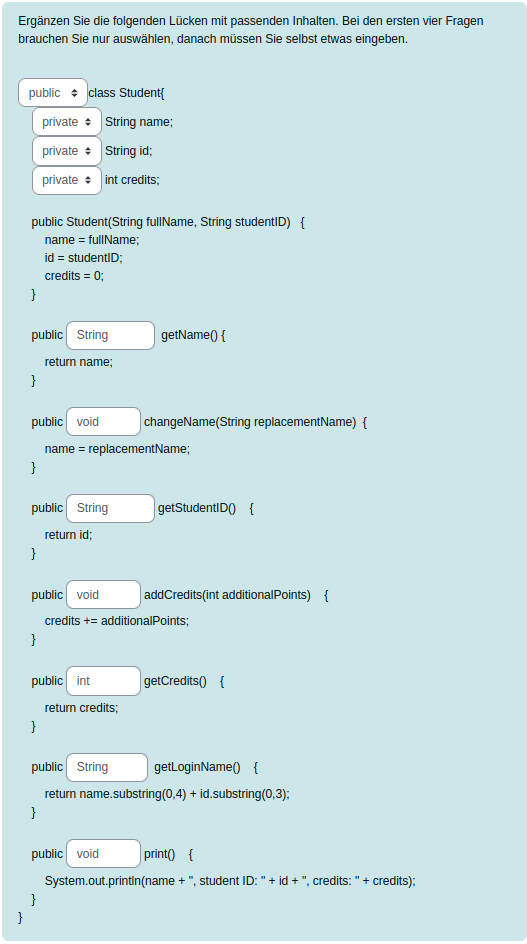 Ergänzen Sie die folgenden Lücken mit passenden Inhalten. Bei den ersten vier Fragen
brauchen Sie nur auswählen, danach müssen Sie selbst etwas eingeben.
public class Student{
private String name;
private String id;
private int credits;
public Student(String fullName, String studentID) {
name = fullName;
id = studentID;
credits = 0;
}
public String getName() {
return name;
}
public void changeName(String replacementName) {
name = replacementName;
}
public String getStudentID() {
return id;
}
public void addCredits(int additionalPoints) {
credits += additionalPoints;
}
public int getCredits() {
return credits;
}
public String getLoginName() {
return name.substring(0,4) + id.substring(0,3);
}
public void print() {
System.out.println(name + ", student ID: " + id + ", credits: " + credits);
}
}